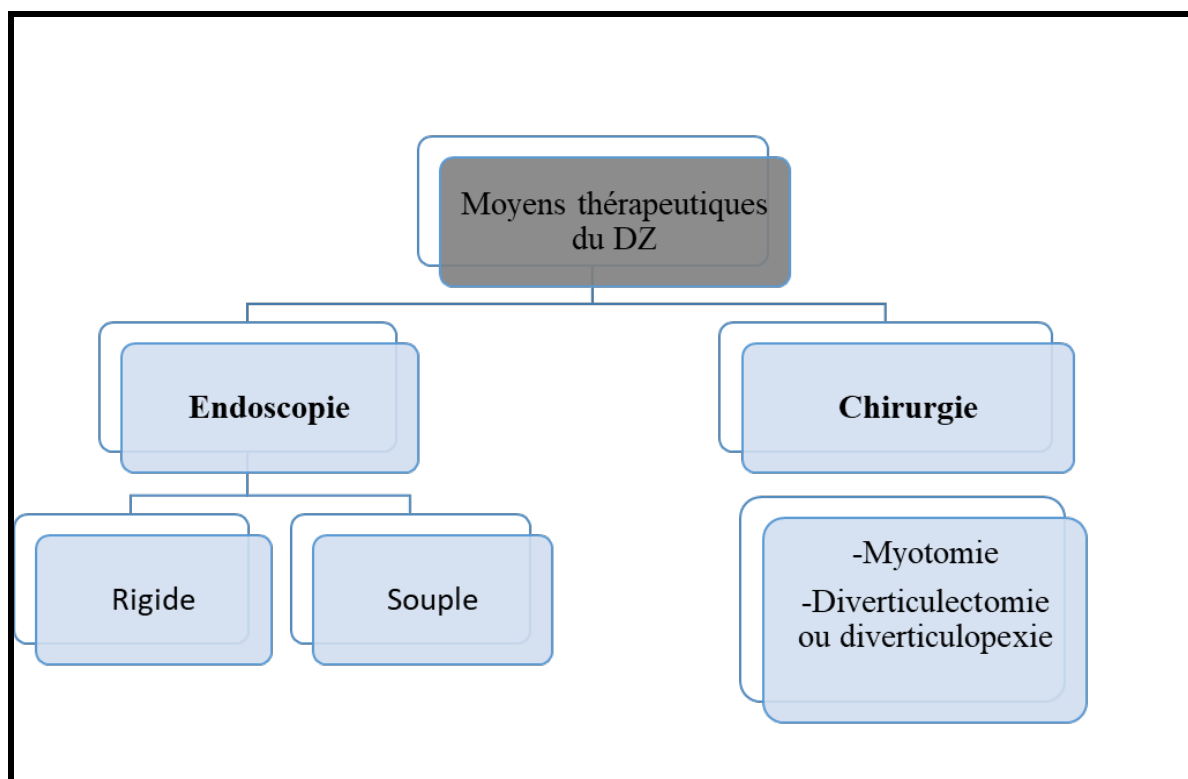 Moyens thérapeutiques
du DZ
Endoscopie
Chirurgie
Rigide
Souple
-Myotomie
-Diverticulectomie
ou diverticulopexie